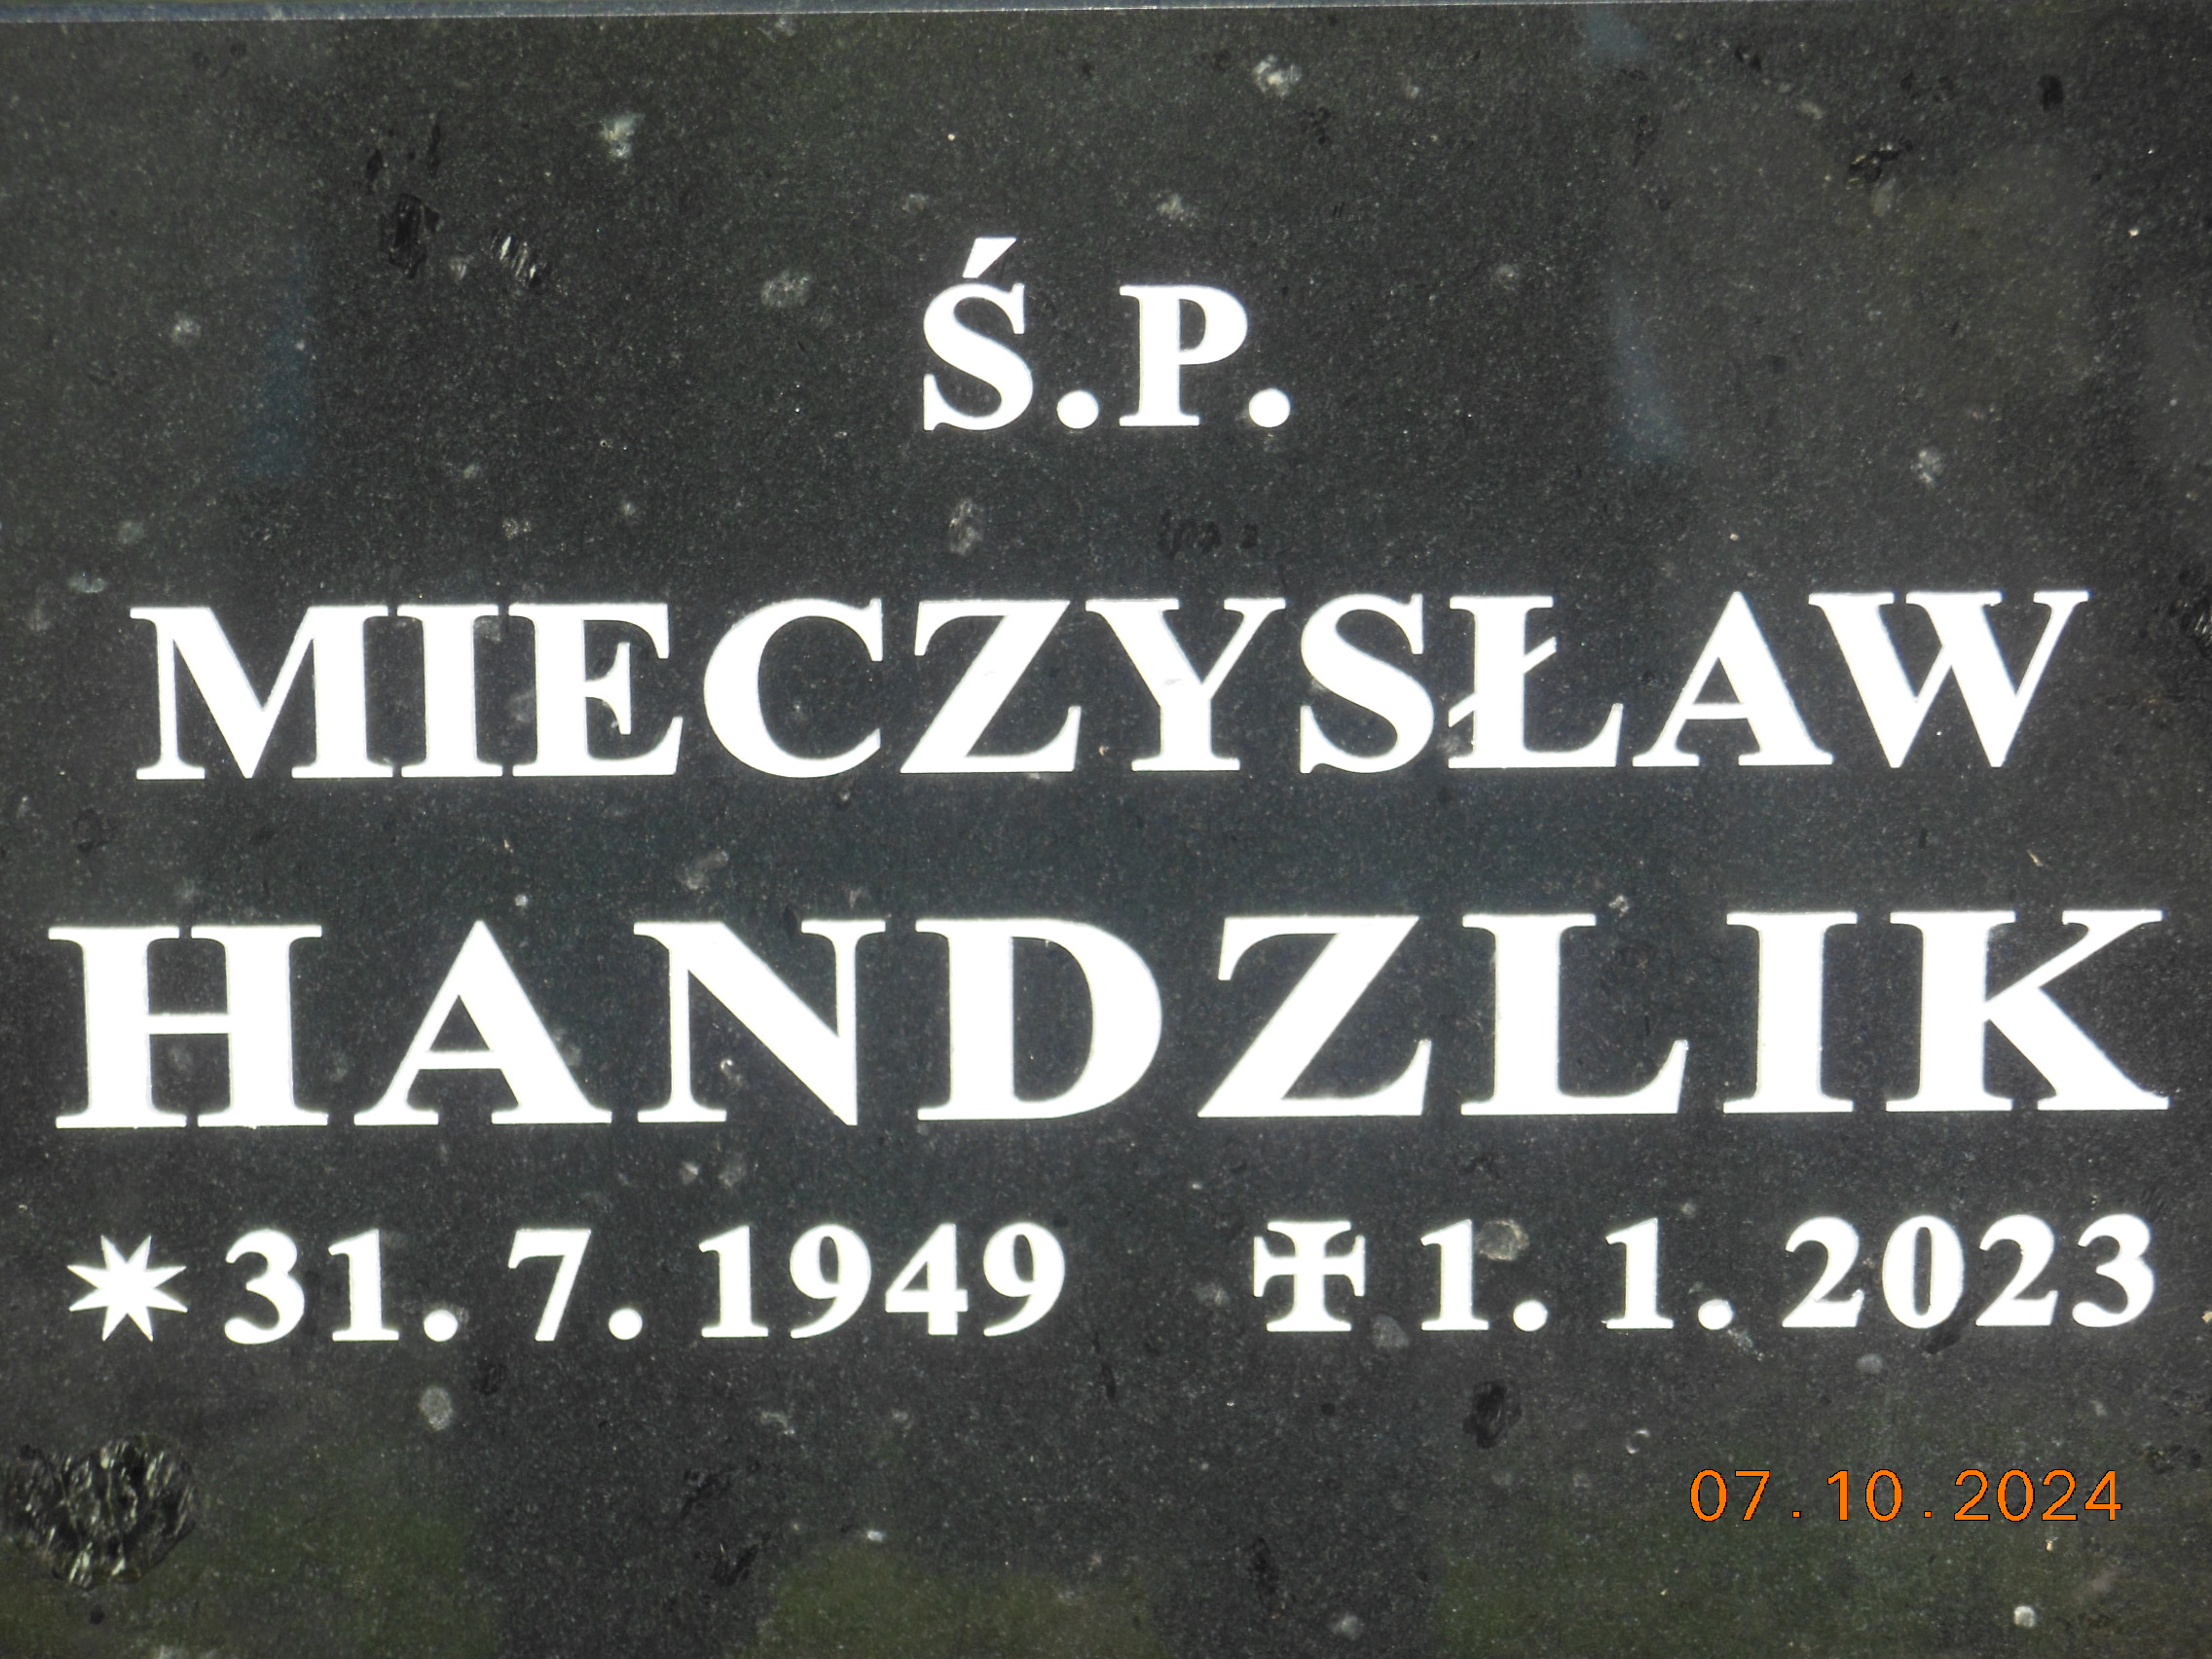 Ś.P.
MIECZYSŁAW
HANDZLIK
✷ 31. 7. 1949 ✠ 1. 1. 2023
07.10.2024